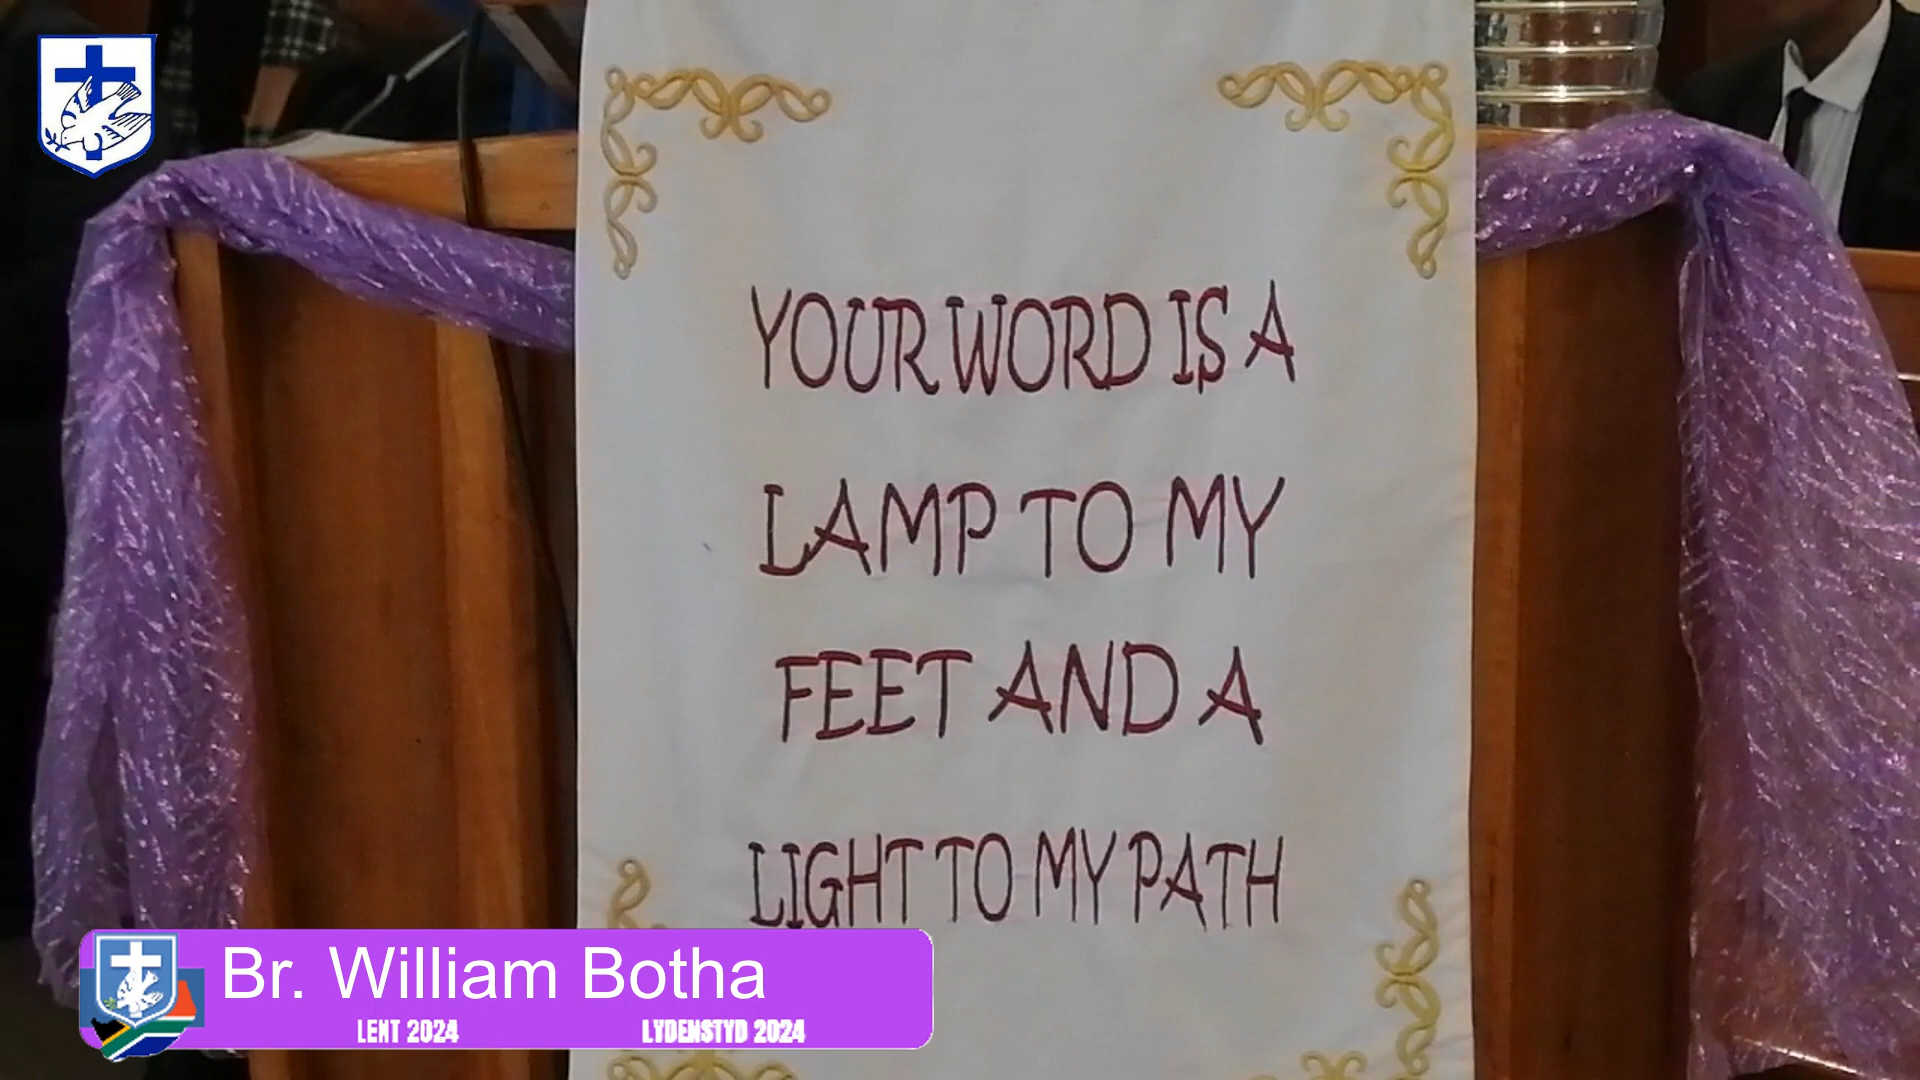 YOUR WORD IS A
LAMP TO MY
FEET AND A
LIGHT TO MY PATH
Br. William Botha
LENT 2024 LYDENSTYD 2024